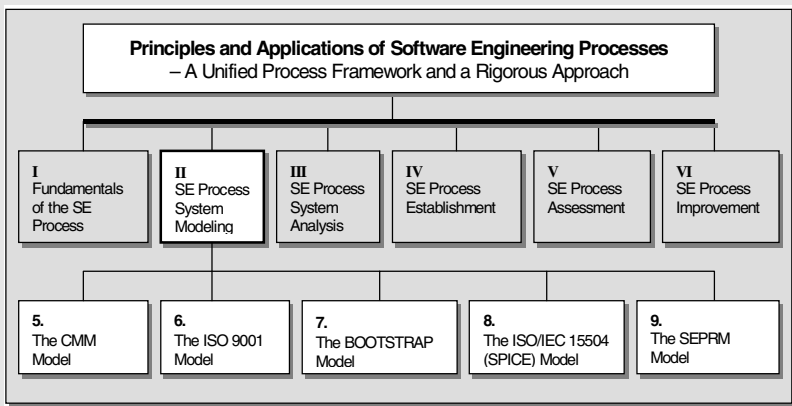 Principles and Applications of Software Engineering Processes
– A Unified Process Framework and a Rigorous Approach
I
Fundamentals
of the SE
Process
II
SE Process
System
Modeling
III
SE Process
System
Analysis
IV
SE Process
Establishment
V
SE Process
Assessment
VI
SE Process
Improvement
5.
The CMM
Model
6.
The ISO 9001
Model
7.
The BOOTSTRAP
Model
8.
The ISO/IEC 15504
(SPICE) Model
9.
The SEPRM
Model